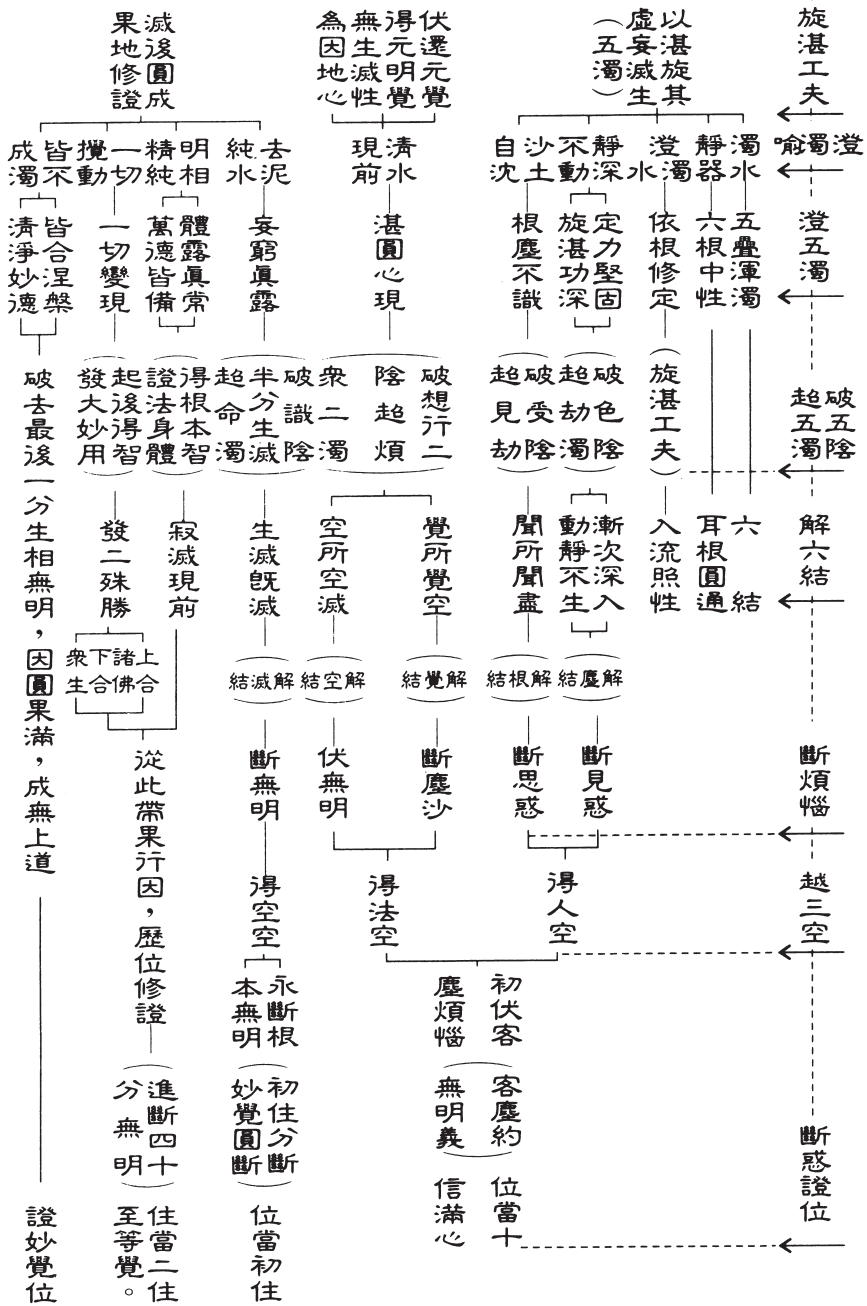 旋湛工夫
澄濁喻
澄五濁
破五陰
超五濁
解六結
斷煩惱
越三空
斷惑證位
以湛旋其
虛妄滅生
（五濁）
濁水
五疊渾濁
六結
靜器
六根中性
耳根圓通
澄濁
依根修定
（旋湛工夫）
入流照性
靜深
不動
水
定力堅固
旋湛功深
（破色陰
超劫濁）
漸次深入
動靜不生
（解塵結）
斷見惑
沙土
自沈
根塵不識
（破受陰
超見劫）
聞所聞盡
（解根結）
斷思惑
得人空
伏還元覺
得元明覺
無生滅性
為因地心
清水
現前
湛圓心現
（破想行二
陰超煩
衆二濁）
覺所覺空
（解覺結）
斷塵沙
空所空滅
（解空結）
伏無明
得法空
初伏客
塵煩惱
（客塵約
無明義）
位當十
信滿心
滅後圓成
果地修證
去泥
純水
妄窮真露
（破識陰
半分生滅
超命濁）
生滅既滅
（解滅結）
斷無明
得空空
永斷根
本無明
（初住分斷
妙覺圓斷）
位當初住
明相
精純
體露真常
萬德皆備
（得根本智
證法身體）
寂滅現前
一切
攪動
一切變現
（起後得智
發大妙用）
發二殊勝
上合
諸佛
下合
衆生
從此帶果行因，歷位修證
（進斷四十
分無明）
住當二住
至等覺。
皆不
成濁
皆合涅槃
清淨妙德
破去最後一分生相無明，因圓果滿，成無上道
證妙覺位